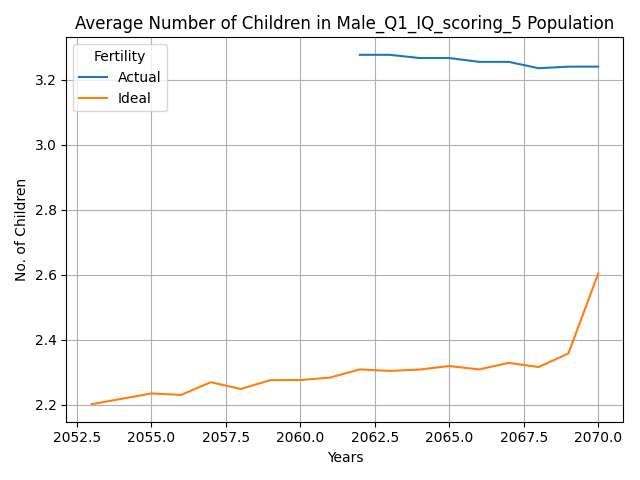 Average Number of Children in Male_Q1_IQ_scoring_5 Population
Fertility
Actual
Ideal
3.2
3.0
2.8
2.6
2.4
2.2
No. of Children
2052.5 2055.0 2057.5 2060.0 2062.5 2065.0 2067.5 2070.0
Years